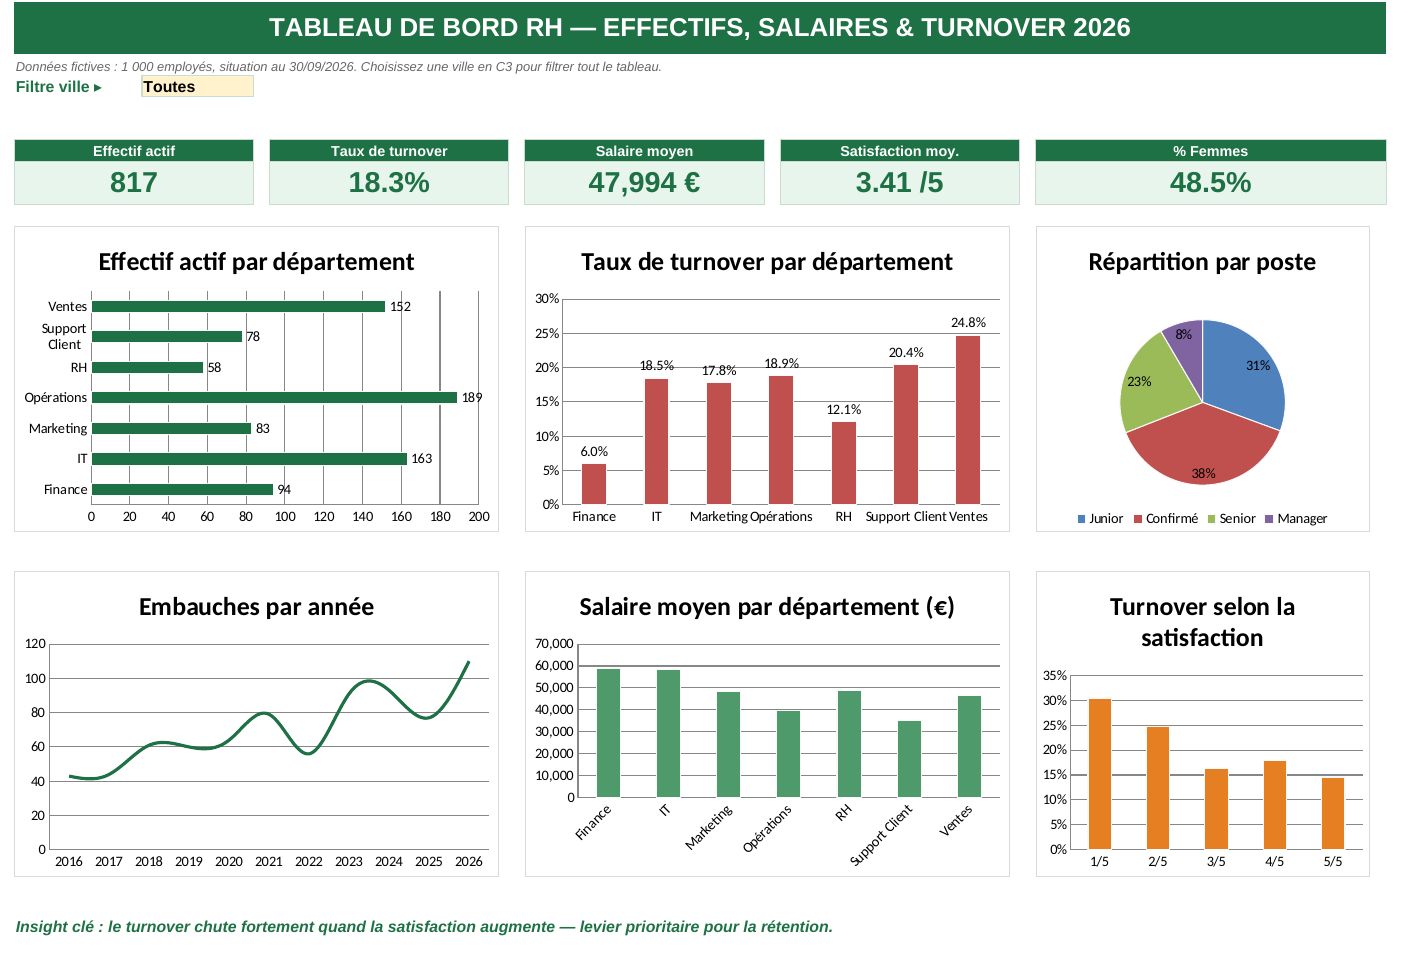 TABLEAU DE BORD RH — EFFECTIFS, SALAIRES & TURNOVER 2026
Données fictives : 1 000 employés, situation au 30/09/2026. Choisissez une ville en C3 pour filtrer tout le tableau.
Filtre ville ▸ Toutes
Effectif actif
817
Taux de turnover
18.3%
Salaire moyen
47,994 €
Satisfaction moy.
3.41 /5
% Femmes
48.5%
Effectif actif par département
Ventes 152
Support
Client 78
RH 58
Opérations 189
Marketing 83
IT 163
Finance 94
0 20 40 60 80 100 120 140 160 180 200
Taux de turnover par département
30%
25%
20%
15%
10%
5%
0%
6.0% 18.5% 17.8% 18.9% 12.1% 20.4% 24.8%
Finance IT Marketing Opérations RH Support Client Ventes
Répartition par poste
8%
31%
23%
38%
Junior Confirmé Senior Manager
Embauches par année
120
100
80
60
40
20
0
2016 2017 2018 2019 2020 2021 2022 2023 2024 2025 2026
Salaire moyen par département (€)
70,000
60,000
50,000
40,000
30,000
20,000
10,000
0
Finance IT Marketing Opérations RH Support Client Ventes
Turnover selon la
satisfaction
35%
30%
25%
20%
15%
10%
5%
0%
1/5 2/5 3/5 4/5 5/5
Insight clé : le turnover chute fortement quand la satisfaction augmente — levier prioritaire pour la rétention.